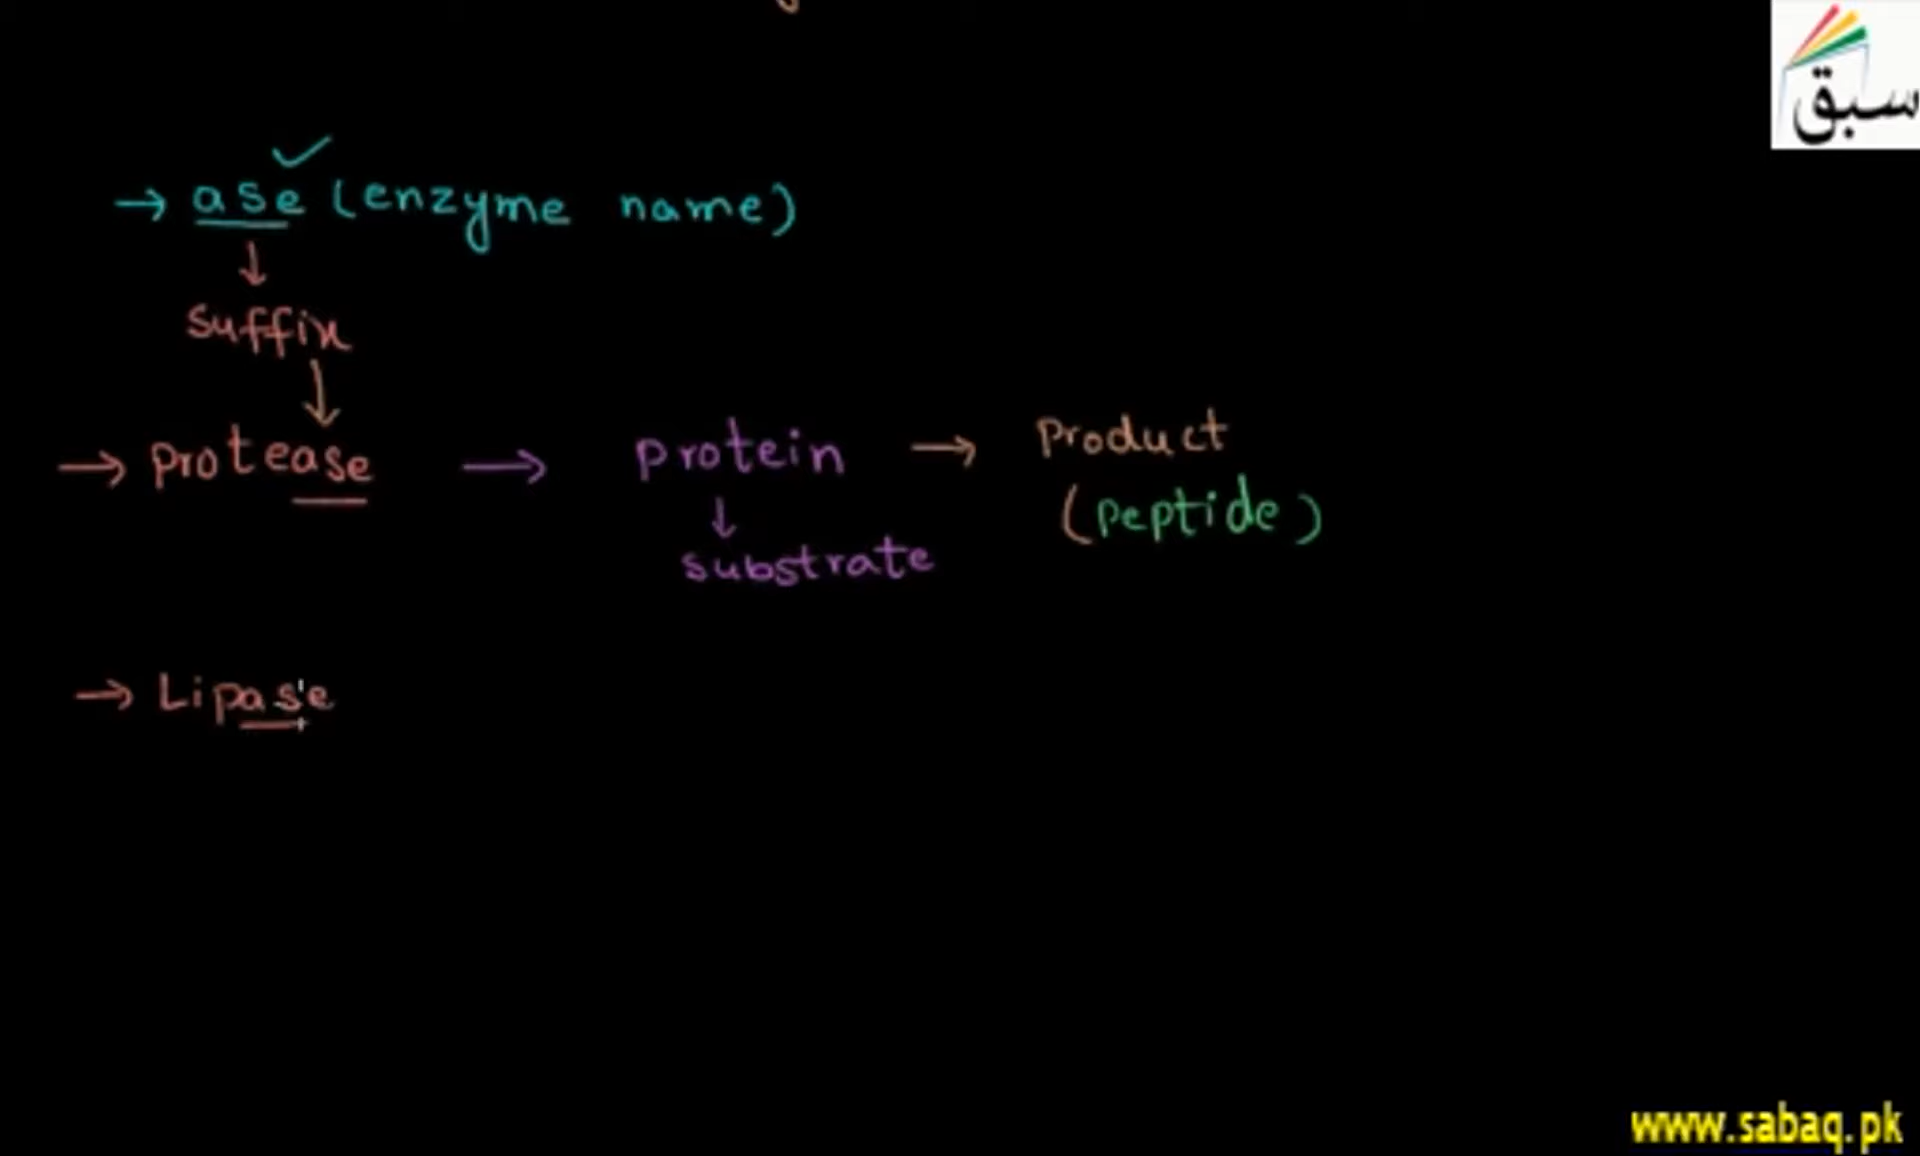 سبق
→ ase (enzyme name)
↓
suffix
↓
→ protease → protein → Product
(peptide)
↓
substrate
→ Lipase
www.sabaq.pk